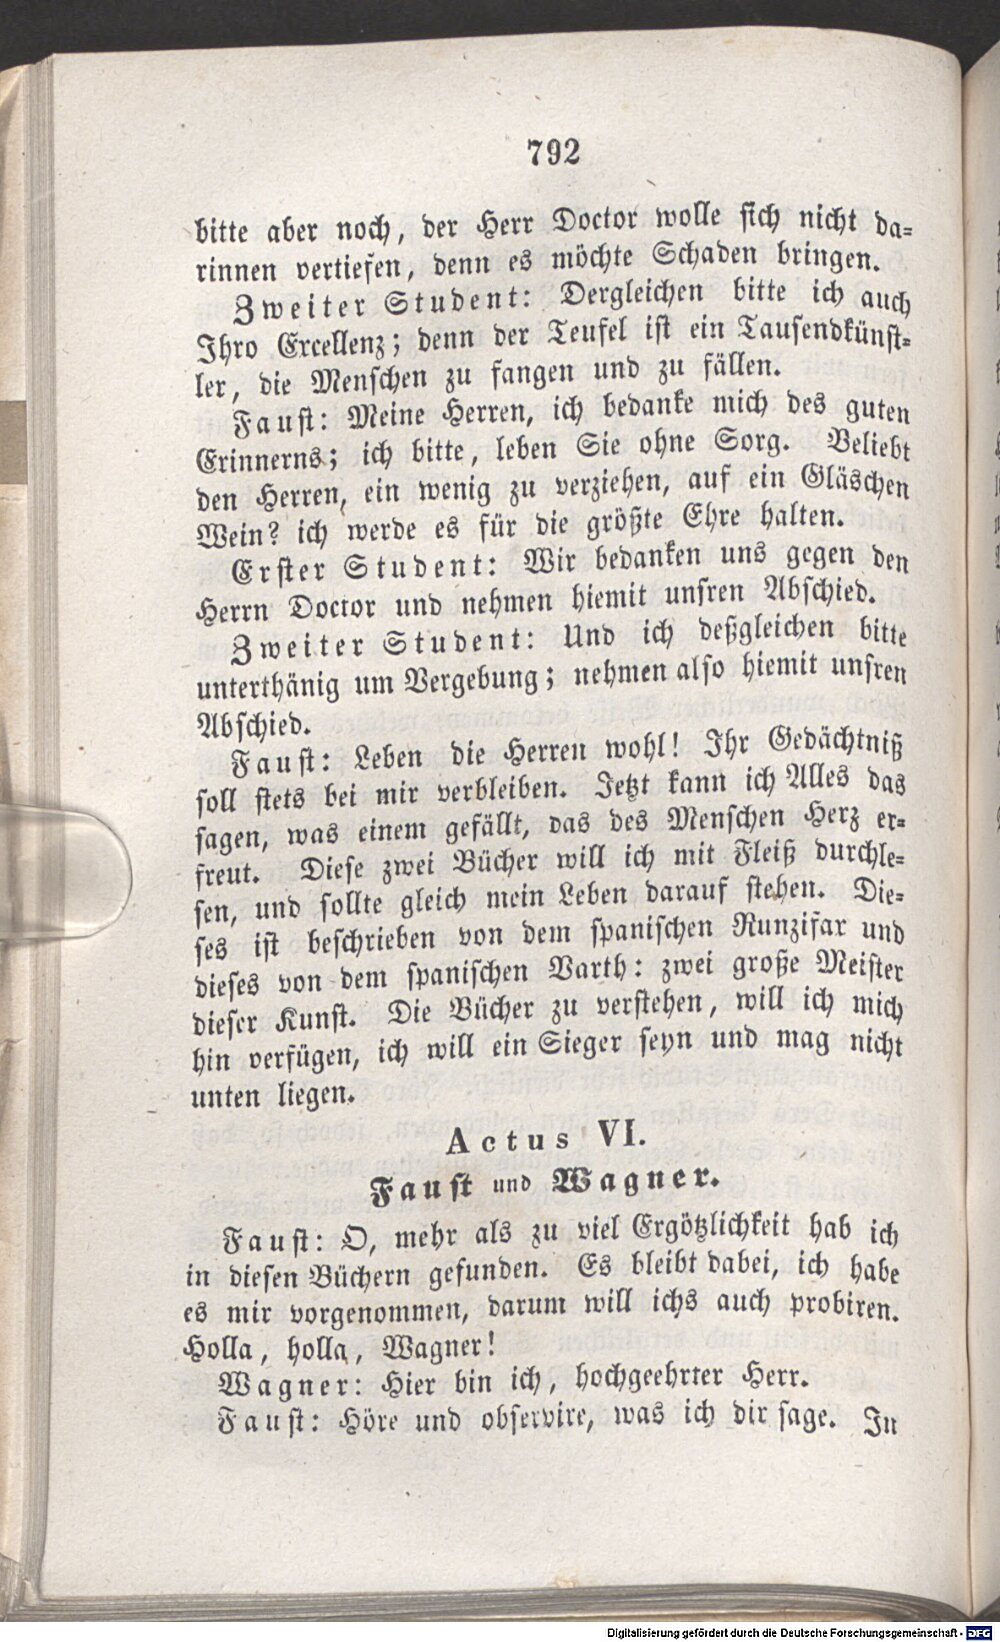 792
bitte aber noch, der Herr Doctor wolle sich nicht da-
rinnen vertiefen, denn es möchte Schaden bringen.
Zweiter Student: Dergleichen bitte ich auch
Ihro Excellenz; denn der Teufel ist ein Tausendkünst-
ler, die Menschen zu fangen und zu fällen.
Faust: Meine Herren, ich bedanke mich des guten
Erinnerns; ich bitte, leben Sie ohne Sorg. Beliebt
den Herren, ein wenig zu verziehen, auf ein Gläschen
Wein? ich werde es für die größte Ehre halten.
Erster Student: Wir bedanken uns gegen den
Herrn Doctor und nehmen hiemit unsren Abschied.
Zweiter Student: Und ich deßgleichen bitte
unterthänig um Vergebung; nehmen also hiemit unsren
Abschied.
Faust: Leben die Herren wohl! Ihr Gedächtniß
soll stets bei mir verbleiben. Jetzt kann ich Alles das
sagen, was einem gefällt, das des Menschen Herz er-
freut. Diese zwei Bücher will ich mit Fleiß durchle-
sen, und sollte gleich mein Leben darauf stehen. Die-
ses ist beschrieben von dem spanischen Runzifar und
dieses von dem spanischen Varth: zwei große Meister
dieser Kunst. Die Bücher zu verstehen, will ich mich
hin verfügen, ich will ein Sieger seyn und mag nicht
unten liegen.
Actus VI.
Faust und Wagner.
Faust: O, mehr als zu viel Ergötzlichkeit hab ich
in diesen Büchern gefunden. Es bleibt dabei, ich habe
es mir vorgenommen, darum will ichs auch probiren.
Holla, holla, Wagner!
Wagner: Hier bin ich, hochgeehrter Herr.
Faust: Höre und observire, was ich dir sage. In
Digitalisierung gefördert durch die Deutsche Forschungsgemeinschaft - DFG